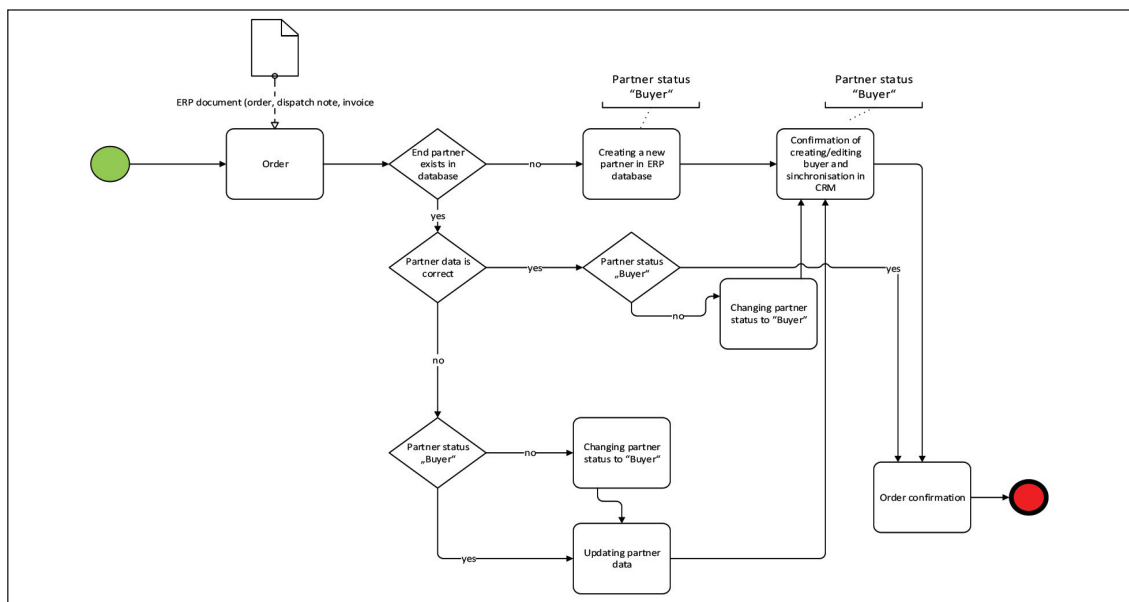 Partner status
“Buyer“
Partner status
“Buyer“
ERP document (order, dispatch note, invoice
Order
End partner
exists in
database
no
Creating a new
partner in ERP
database
Confirmation of
creating/editing
buyer and
sinchronisation in
CRM
yes
Partner data is
correct
yes
Partner status
„Buyer“
yes
no
Changing partner
status to “Buyer“
no
Partner status
„Buyer“
no
Changing partner
status to “Buyer“
yes
Updating partner
data
Order confirmation